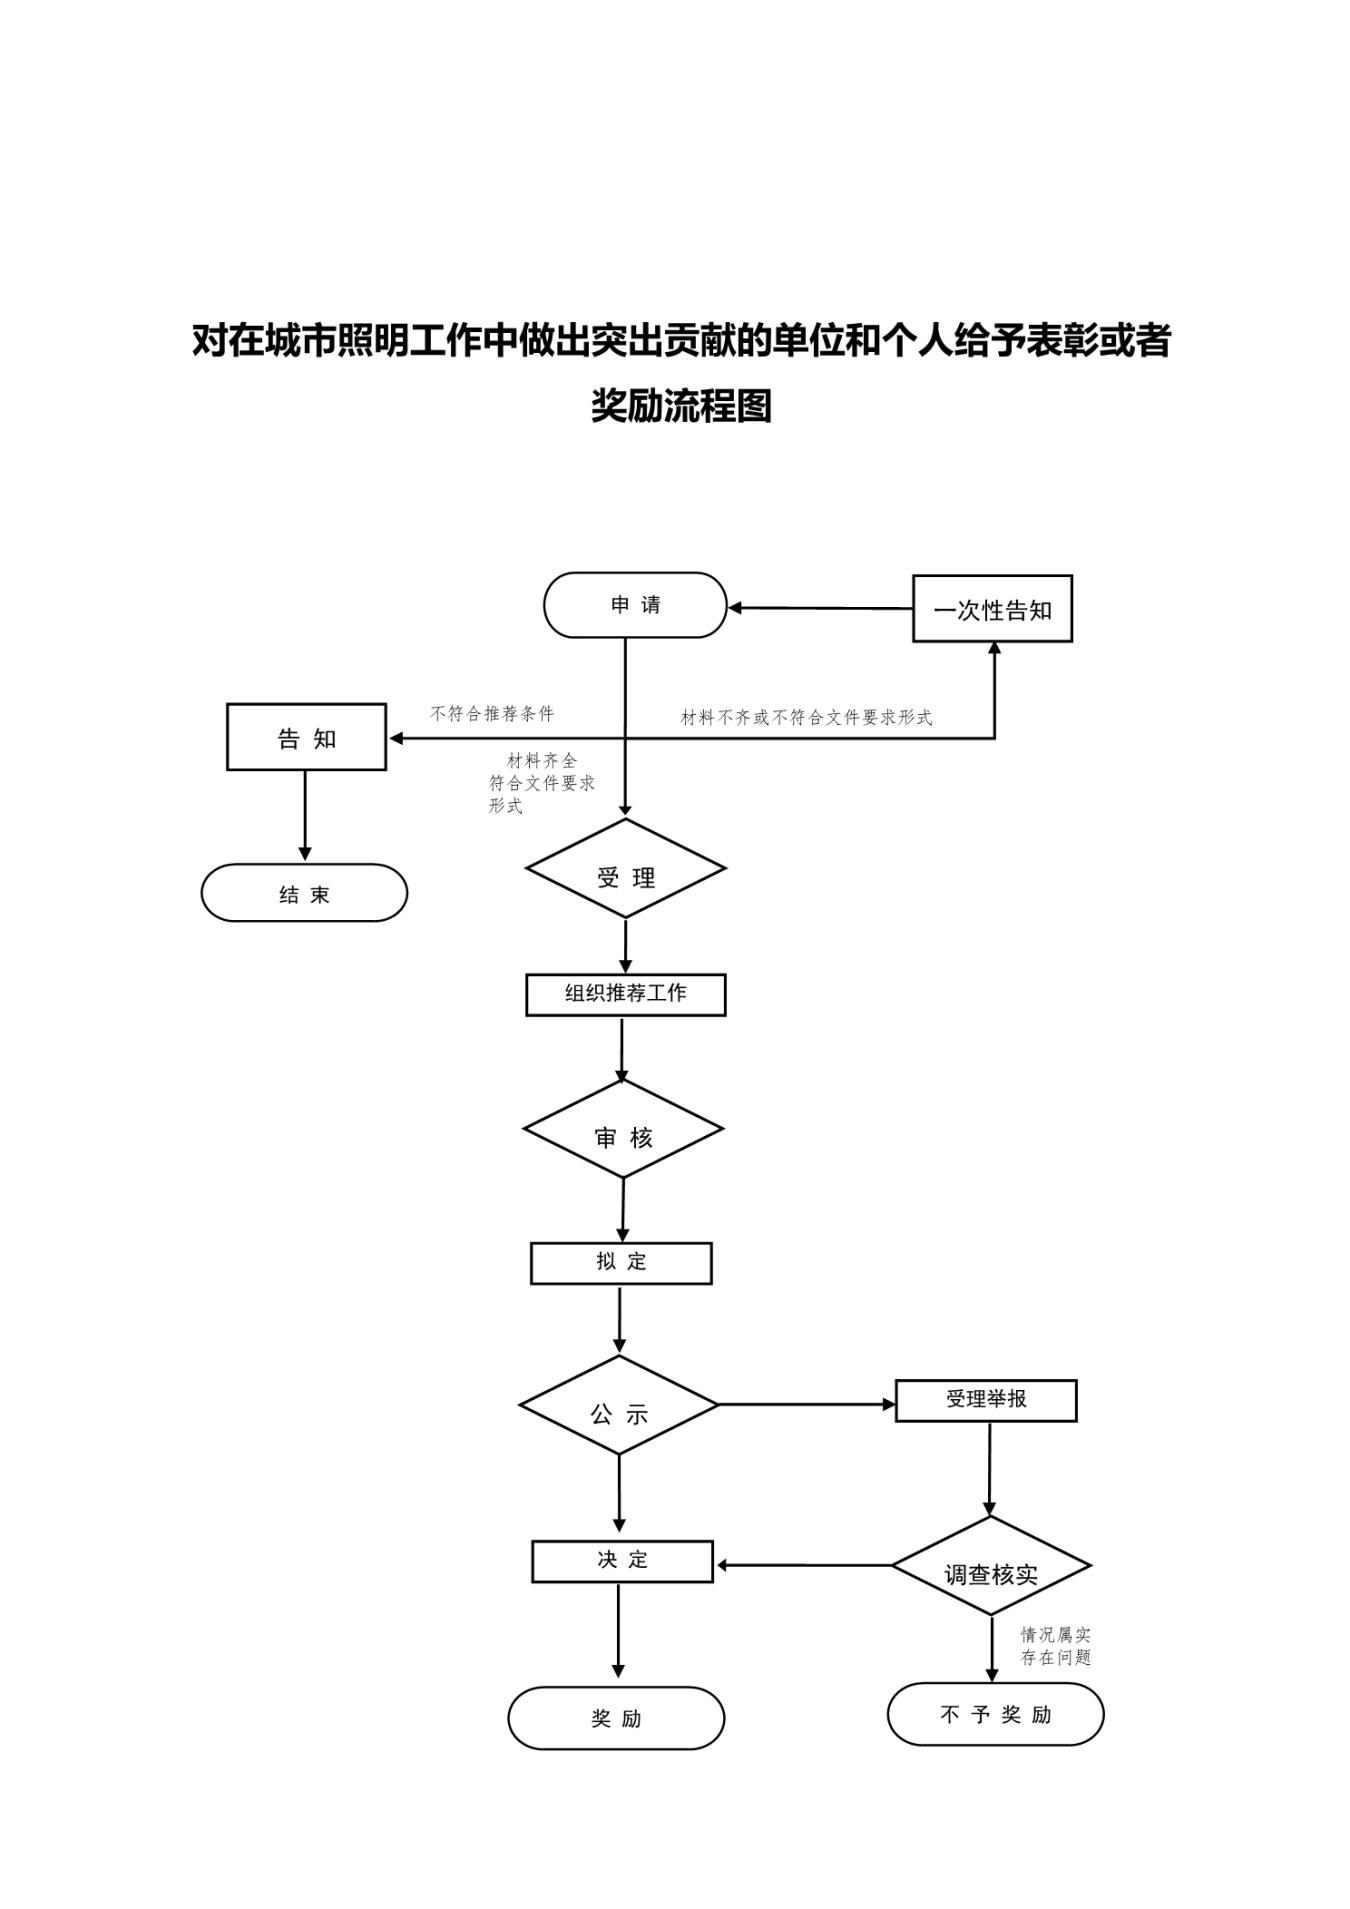 对在城市照明工作中做出突出贡献的单位和个人给予表彰或者
奖励流程图
申 请
一次性告知
不符合推荐条件
材料不齐或不符合文件要求形式
告 知
材料齐全
符合文件要求
形式
受 理
结 束
组织推荐工作
审 核
拟 定
公 示
受理举报
决 定
调查核实
情况属实
存在问题
奖 励
不 予 奖 励